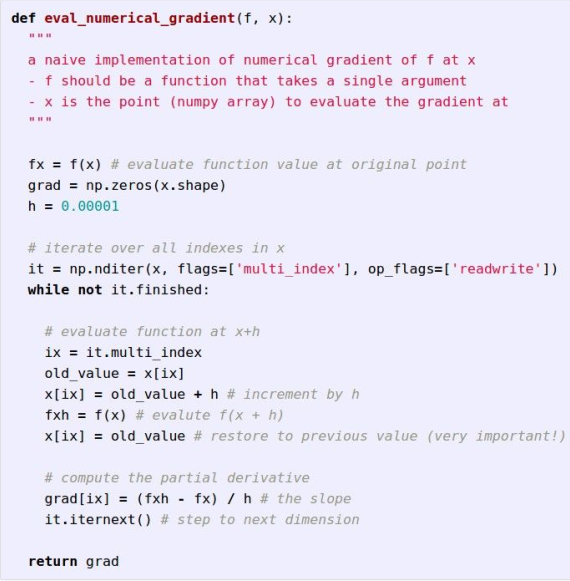 def eval_numerical_gradient(f, x):
  """
  a naive implementation of numerical gradient of f at x
  - f should be a function that takes a single argument
  - x is the point (numpy array) to evaluate the gradient at
  """

  fx = f(x) # evaluate function value at original point
  grad = np.zeros(x.shape)
  h = 0.00001

  # iterate over all indexes in x
  it = np.nditer(x, flags=['multi_index'], op_flags=['readwrite'])
  while not it.finished:

    # evaluate function at x+h
    ix = it.multi_index
    old_value = x[ix]
    x[ix] = old_value + h # increment by h
    fxh = f(x) # evalute f(x + h)
    x[ix] = old_value # restore to previous value (very important!)

    # compute the partial derivative
    grad[ix] = (fxh - fx) / h # the slope
    it.iternext() # step to next dimension

  return grad